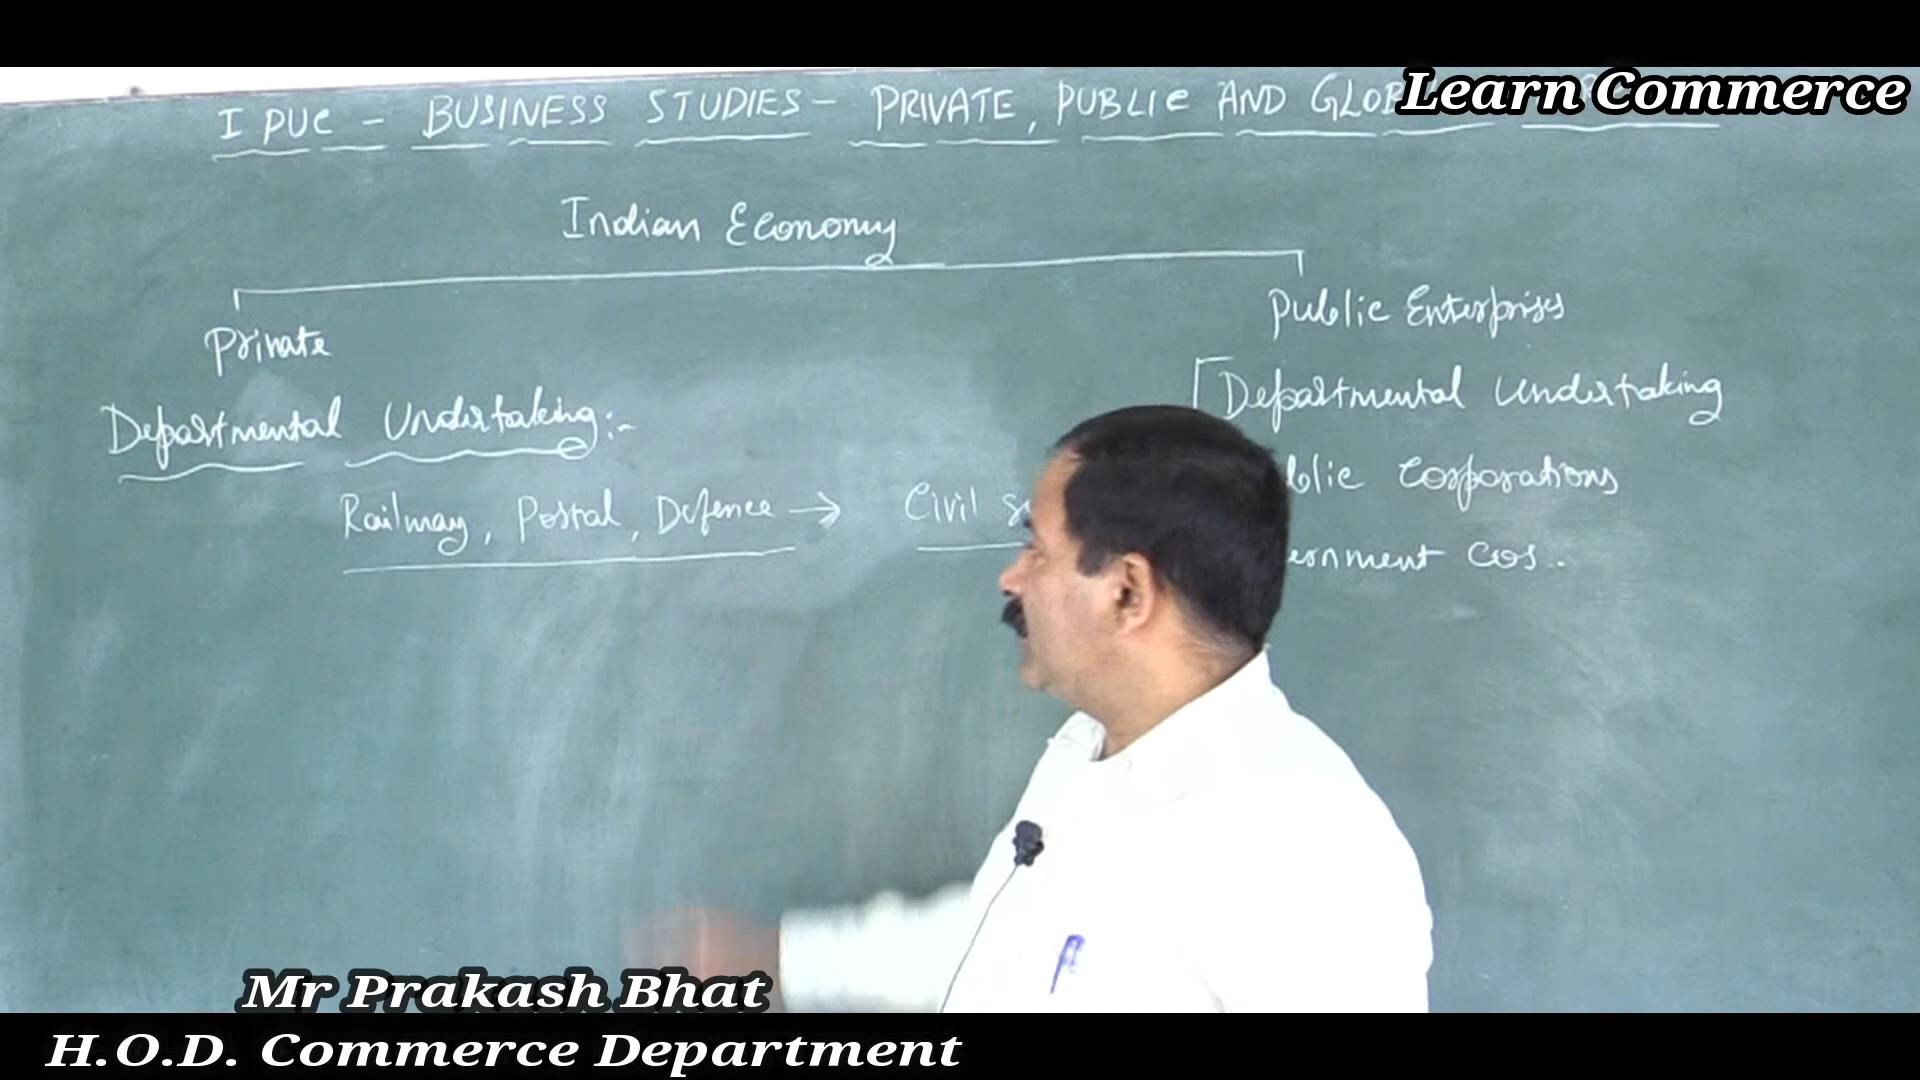 Learn Commerce
I PUC - BUSINESS STUDIES - PRIVATE, PUBLIC AND
Indian Economy
Private
Public Enterprises
Departmental Undertaking
Departmental Undertaking:-
Corporations
Railway, Postal, Defence → Civil
Cos..
Mr Prakash Bhat
H.O.D. Commerce Department